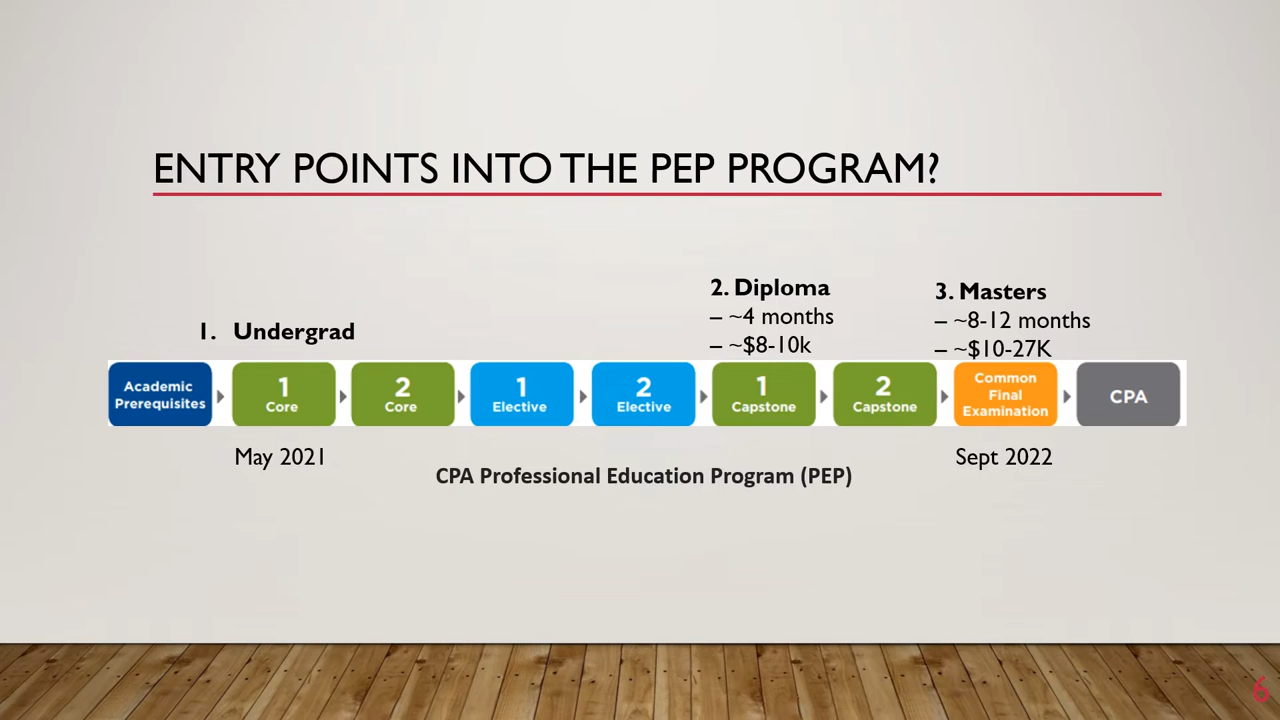 ENTRY POINTS INTO THE PEP PROGRAM?
1. Undergrad
2. Diploma
– ~4 months
– ~$8-10k
3. Masters
– ~8-12 months
– ~$10-27K
Academic
Prerequisites
1
Core
2
Core
1
Elective
2
Elective
1
Capstone
2
Capstone
Common
Final
Examination
CPA
May 2021
Sept 2022
CPA Professional Education Program (PEP)
6